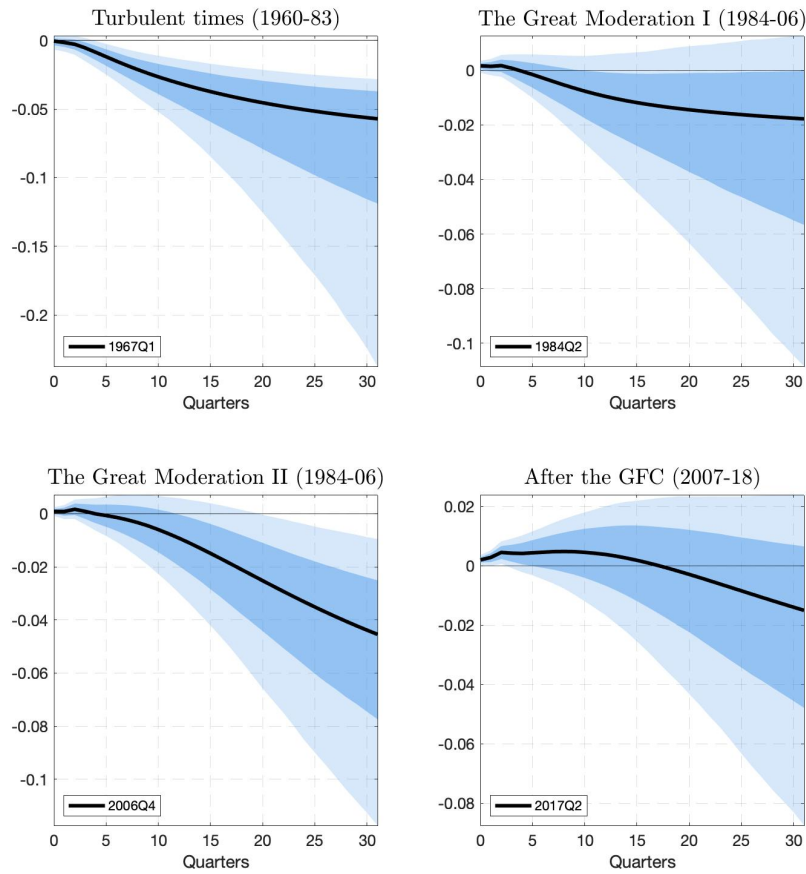 Turbulent times (1960-83)
0
-0.05
-0.1
-0.15
-0.2
1967Q1
0 5 10 15 20 25 30
Quarters
The Great Moderation I (1984-06)
0
-0.02
-0.04
-0.06
-0.08
-0.1
1984Q2
0 5 10 15 20 25 30
Quarters
The Great Moderation II (1984-06)
0
-0.02
-0.04
-0.06
-0.08
-0.1
2006Q4
0 5 10 15 20 25 30
Quarters
After the GFC (2007-18)
0.02
0
-0.02
-0.04
-0.06
-0.08
2017Q2
0 5 10 15 20 25 30
Quarters